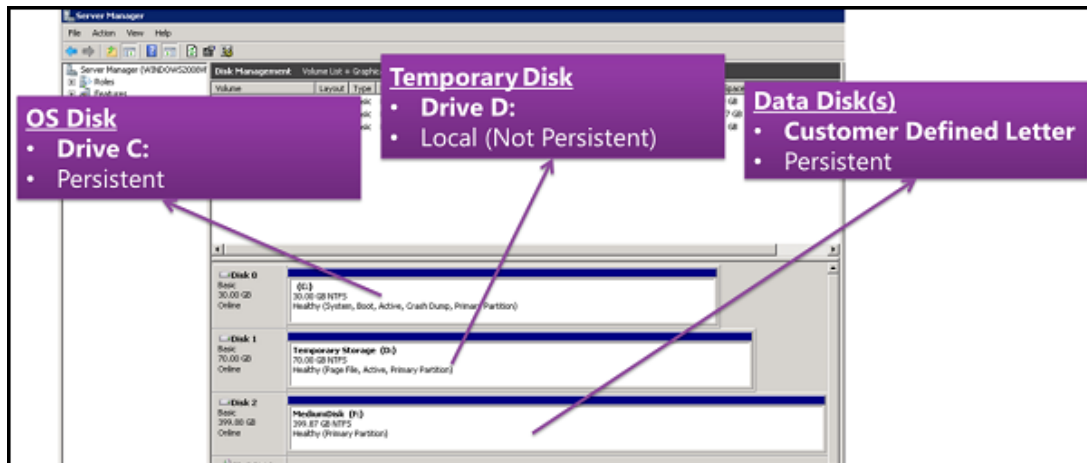 Server Manager
File Action View Help
Server Manager (WINDOWS2008M
Roles
Features
Disk Management Volume List + Graphic
Volume Layout Type
OS Disk
• Drive C:
• Persistent
Temporary Disk
• Drive D:
• Local (Not Persistent)
Data Disk(s)
• Customer Defined Letter
• Persistent
Disk 0
Basic
30.00 GB
Online
(C:)
30.00 GB NTFS
Healthy (System, Boot, Active, Crash Dump, Primary Partition)
Disk 1
Basic
70.00 GB
Online
Temporary Storage (D:)
70.00 GB NTFS
Healthy (Page File, Active, Primary Partition)
Disk 2
Basic
399.88 GB
Online
MediumDisk (F:)
399.87 GB NTFS
Healthy (Primary Partition)